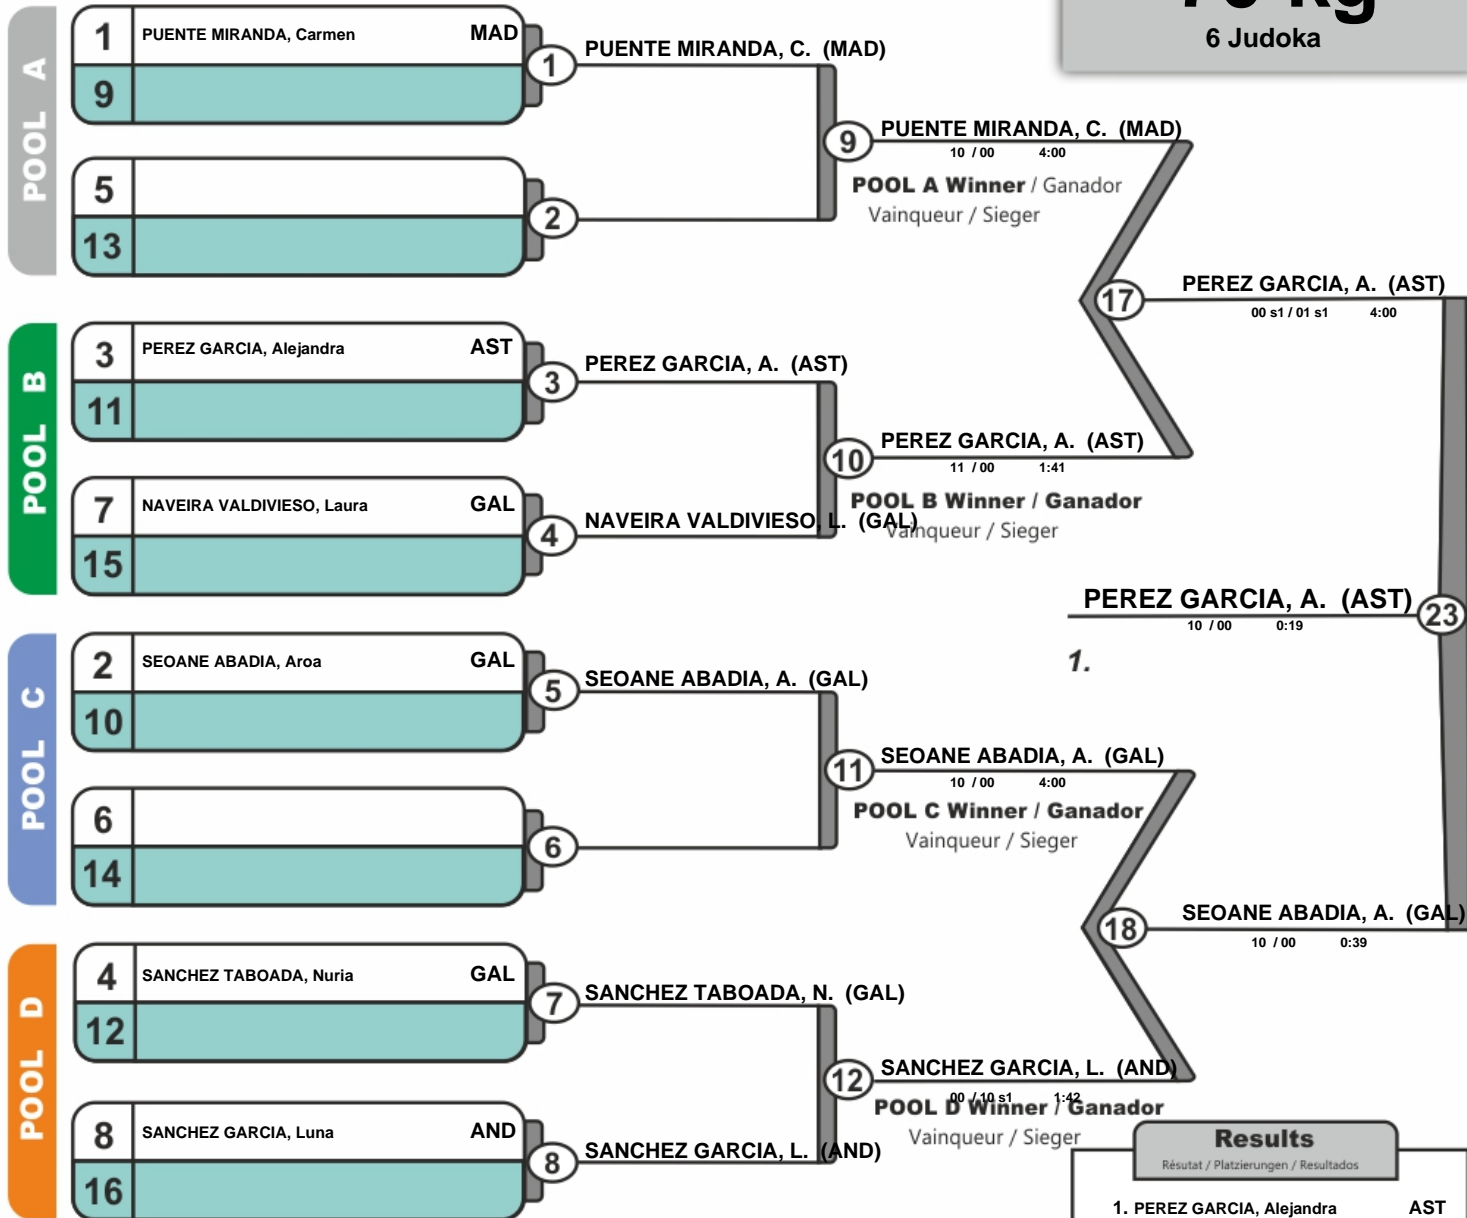 kg
6 Judoka
POOL A
1 PUENTE MIRANDA, Carmen MAD
9
5
13
1 PUENTE MIRANDA, C. (MAD)
2
9 PUENTE MIRANDA, C. (MAD)
10 / 00 4:00
POOL A Winner / Ganador
Vainqueur / Sieger
POOL B
3 PEREZ GARCIA, Alejandra AST
11
7 NAVEIRA VALDIVIESO, Laura GAL
15
3 PEREZ GARCIA, A. (AST)
4 NAVEIRA VALDIVIESO, L. (GAL)
10 PEREZ GARCIA, A. (AST)
11 / 00 1:41
POOL B Winner / Ganador
Vainqueur / Sieger
17 PEREZ GARCIA, A. (AST)
00 s1 / 01 s1 4:00
PEREZ GARCIA, A. (AST) 23
10 / 00 0:19
1.
POOL C
2 SEOANE ABADIA, Aroa GAL
10
6
14
5 SEOANE ABADIA, A. (GAL)
6
11 SEOANE ABADIA, A. (GAL)
10 / 00 4:00
POOL C Winner / Ganador
Vainqueur / Sieger
18 SEOANE ABADIA, A. (GAL)
10 / 00 0:39
POOL D
4 SANCHEZ TABOADA, Nuria GAL
12
8 SANCHEZ GARCIA, Luna AND
16
7 SANCHEZ TABOADA, N. (GAL)
8 SANCHEZ GARCIA, L. (AND)
12 SANCHEZ GARCIA, L. (AND)
00 / 10 s1 1:42
POOL D Winner / Ganador
Vainqueur / Sieger
Results
Résutat / Platzierungen / Resultados
1. PEREZ GARCIA, Alejandra AST